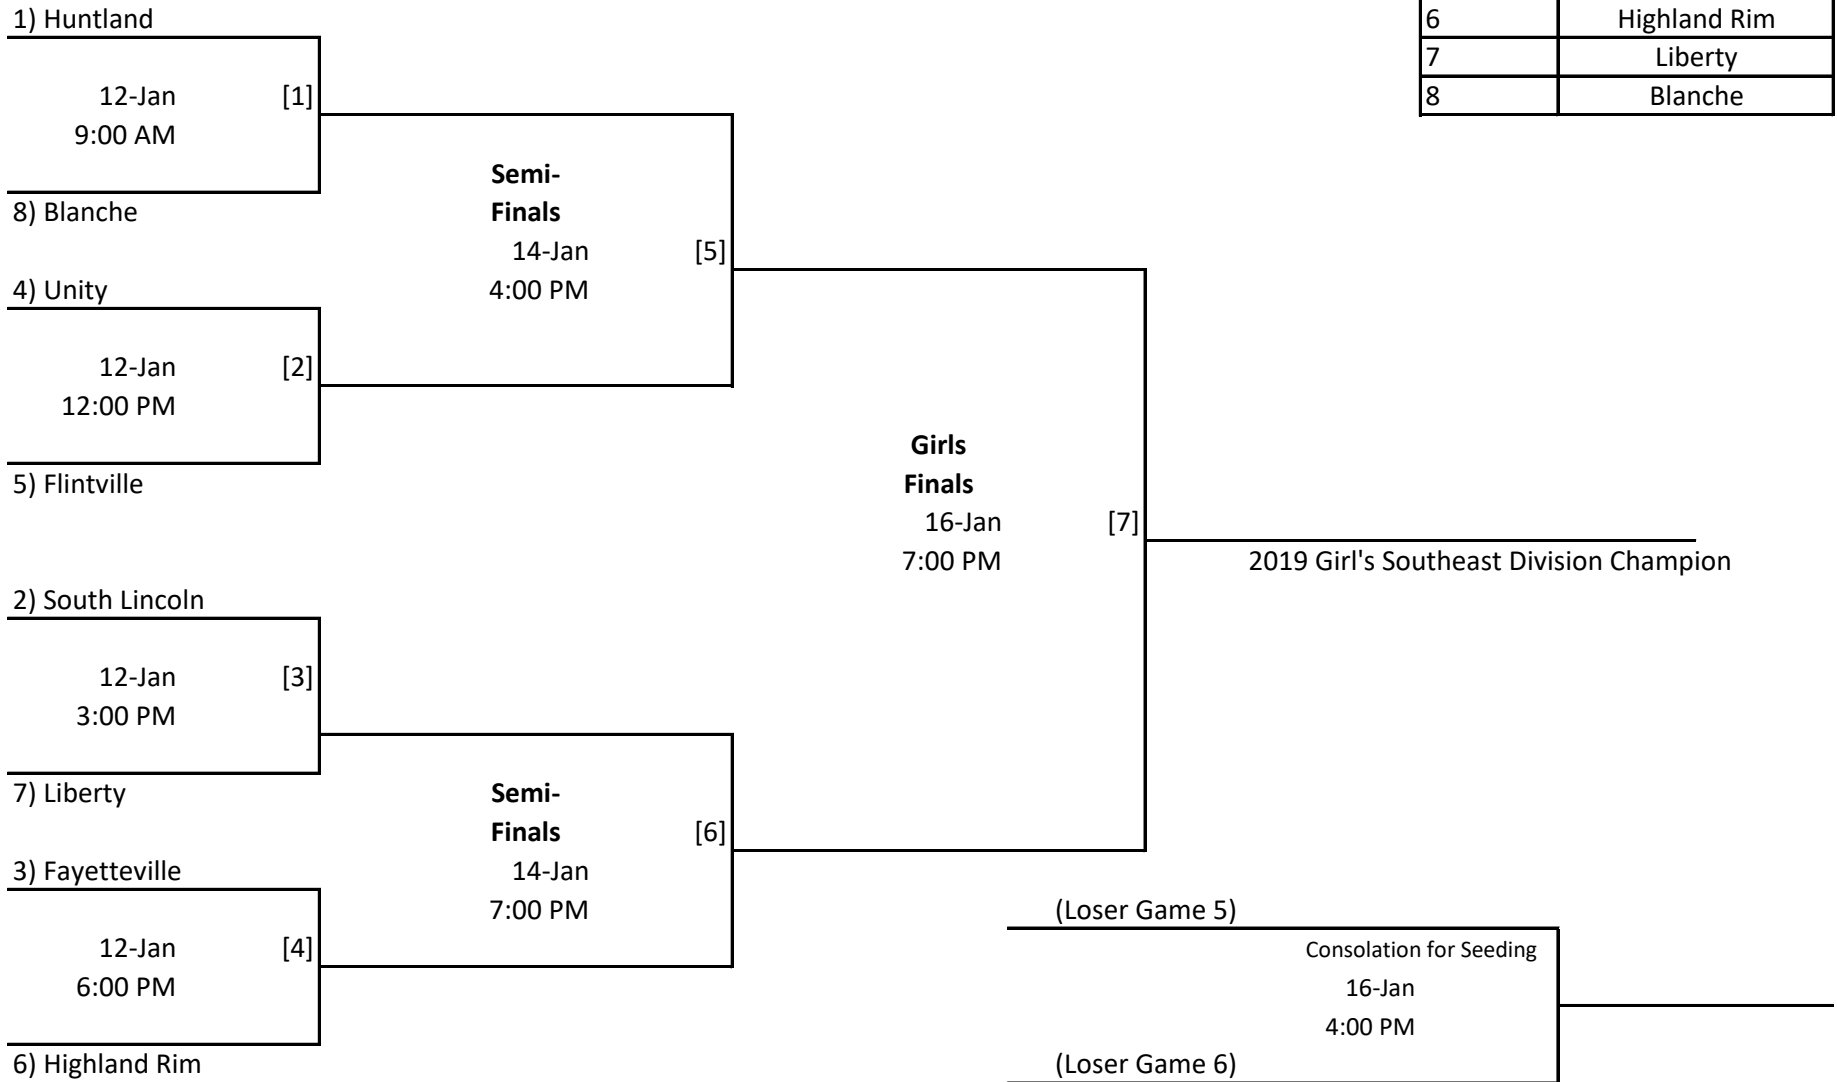 1) Huntland
6 Highland Rim
7 Liberty
8 Blanche
12-Jan [1]
9:00 AM
8) Blanche
Semi-
Finals
14-Jan [5]
4:00 PM
4) Unity
12-Jan [2]
12:00 PM
5) Flintville
Girls
Finals
16-Jan [7]
7:00 PM
2019 Girl's Southeast Division Champion
2) South Lincoln
12-Jan [3]
3:00 PM
7) Liberty
Semi-
Finals [6]
14-Jan
7:00 PM
3) Fayetteville
12-Jan [4]
6:00 PM
6) Highland Rim
(Loser Game 5)
Consolation for Seeding
16-Jan
4:00 PM
(Loser Game 6)